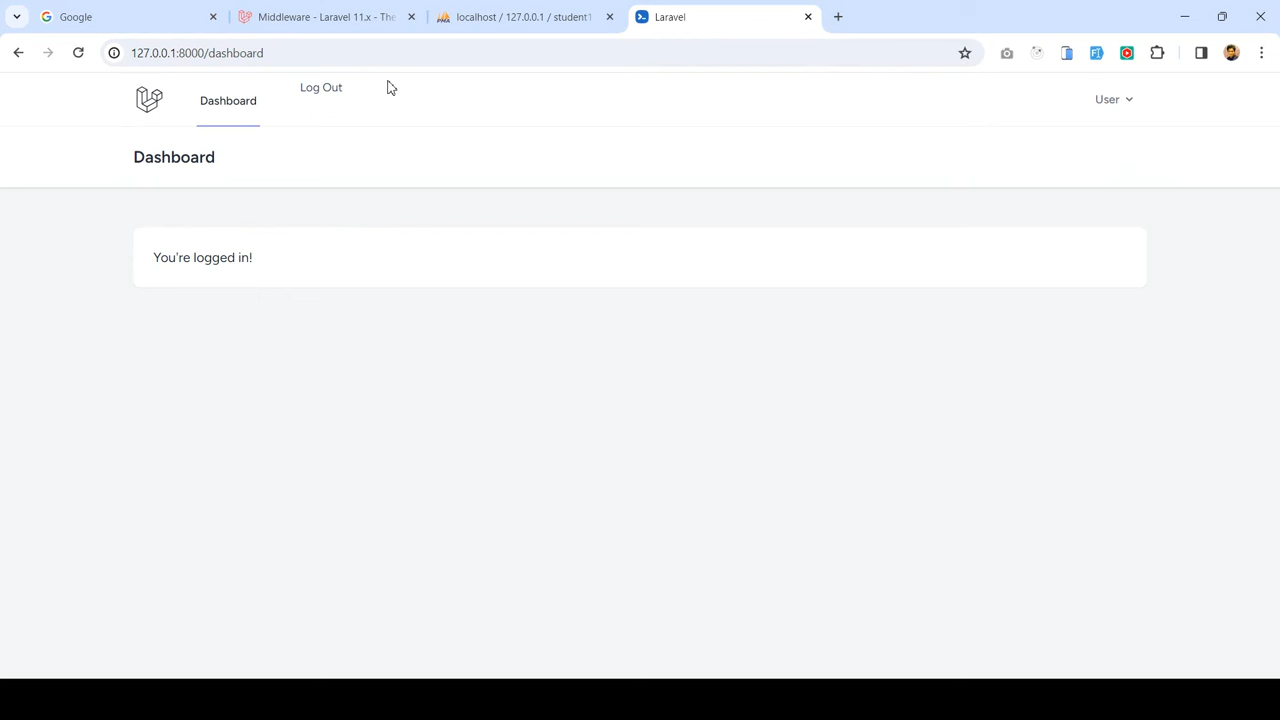 Google
Middleware - Laravel 11.x - The
localhost / 127.0.0.1 / student1
Laravel
127.0.0.1:8000/dashboard
Log Out
Dashboard
User
Dashboard
You're logged in!